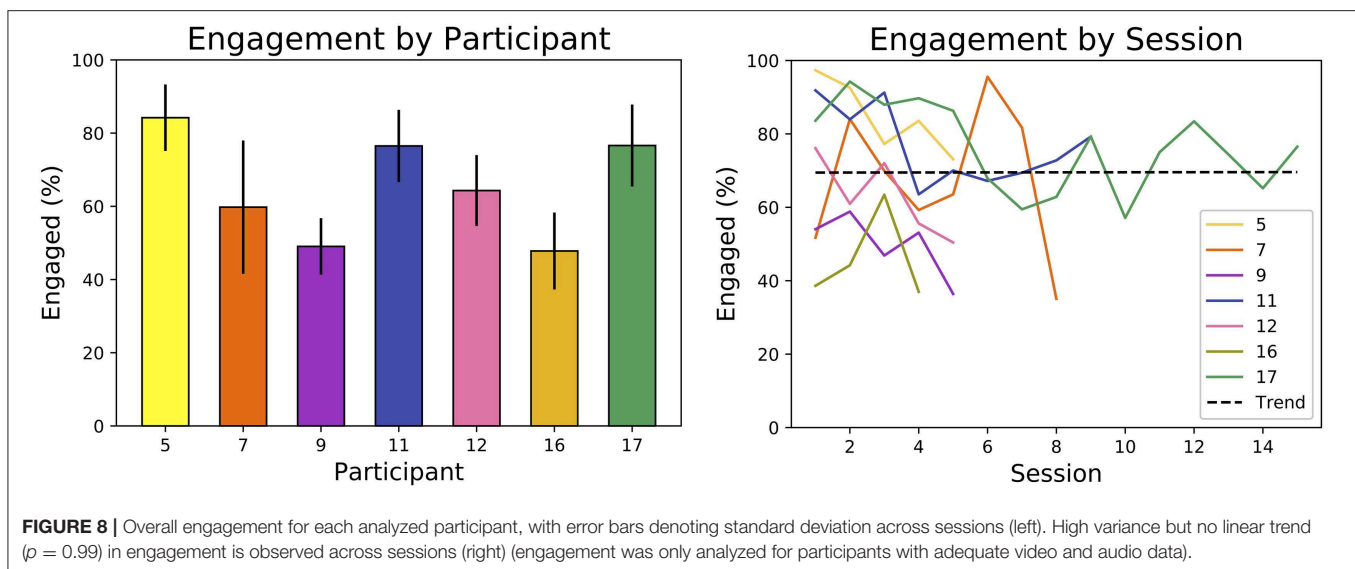 Engagement by Participant
Engaged (%)
100
80
60
40
20
0
5 7 9 11 12 16 17
Participant
Engagement by Session
Engaged (%)
100
80
60
40
20
0
2 4 6 8 10 12 14
Session
5
7
9
11
12
16
17
Trend
FIGURE 8 | Overall engagement for each analyzed participant, with error bars denoting standard deviation across sessions (left). High variance but no linear trend
(p = 0.99) in engagement is observed across sessions (right) (engagement was only analyzed for participants with adequate video and audio data).